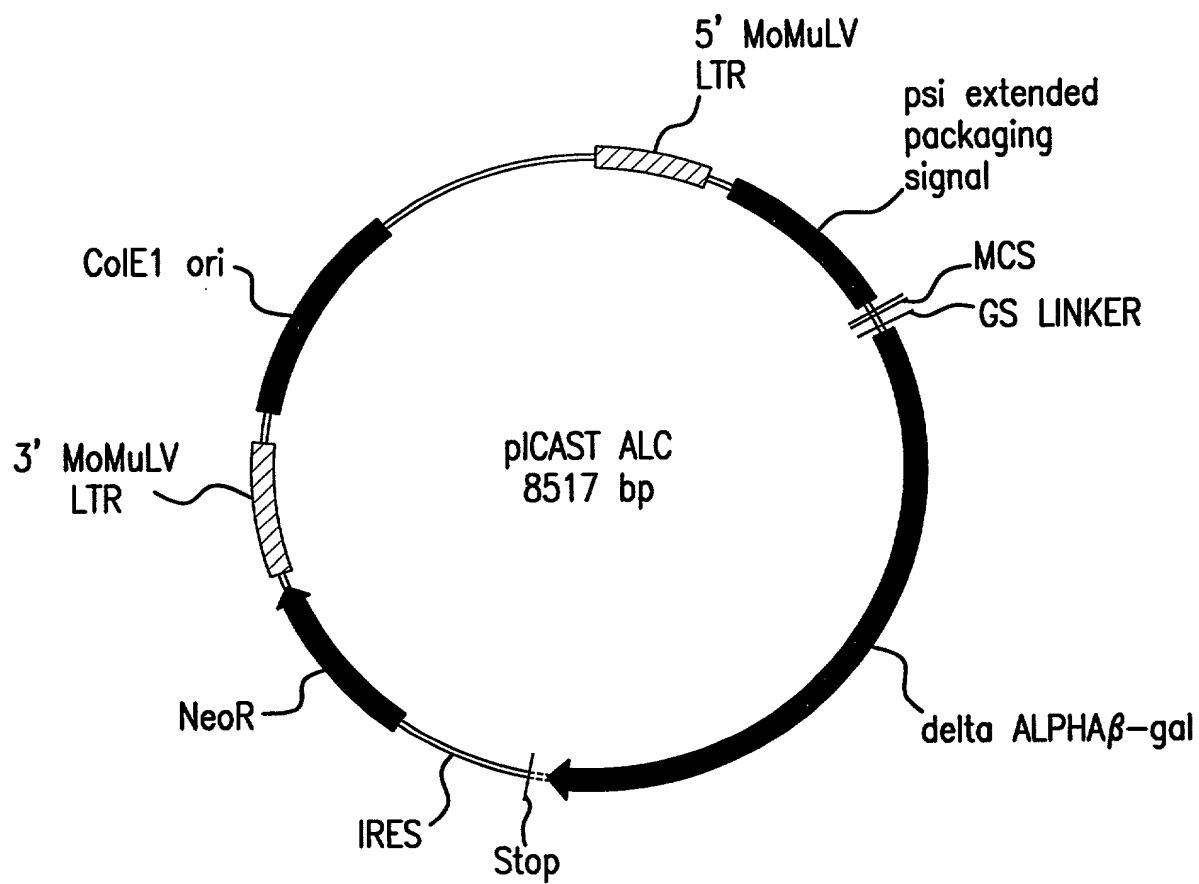 5' MoMuLV
LTR
psi extended
packaging
signal
MCS
GS LINKER
ColE1 ori
pICAST ALC
8517 bp
3' MoMuLV
LTR
NeoR
delta ALPHAβ-gal
IRES
Stop